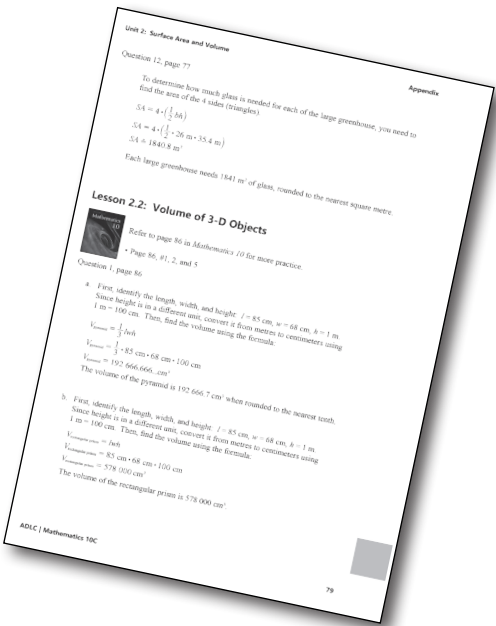 Unit 2: Surface Area and Volume
Appendix
Question 12, page 77
To determine how much glass is needed for each of the large greenhouse, you need to
find the area of the 4 sides (triangles).
SA = 4 • (1/2 bh)
SA = 4 • (1/2 • 26 m • 35.4 m)
SA = 1840.8 m²
Each large greenhouse needs 1841 m² of glass, rounded to the nearest square metre.
Lesson 2.2: Volume of 3-D Objects
Mathematics
10
Refer to page 86 in Mathematics 10 for more practice.
• Page 86, #1, 2, and 5
Question 1, page 86
a. First, identify the length, width, and height: l = 85 cm, w = 68 cm, h = 1 m.
Since height is in a different unit, convert it from metres to centimeters using
1 m = 100 cm. Then, find the volume using the formula:
V pyramid = 1/3 lwh
V pyramid = 1/3 • 85 cm • 68 cm • 100 cm
V pyramid = 192 666.666...cm³
The volume of the pyramid is 192 666.7 cm³ when rounded to the nearest tenth.
b. First, identify the length, width, and height: l = 85 cm, w = 68 cm, h = 1 m.
Since height is in a different unit, convert it from metres to centimeters using
1 m = 100 cm. Then, find the volume using the formula:
V rectangular prism = lwh
V rectangular prism = 85 cm • 68 cm • 100 cm
V rectangular prism = 578 000 cm³
The volume of the rectangular prism is 578 000 cm³.
ADLC | Mathematics 10C
79